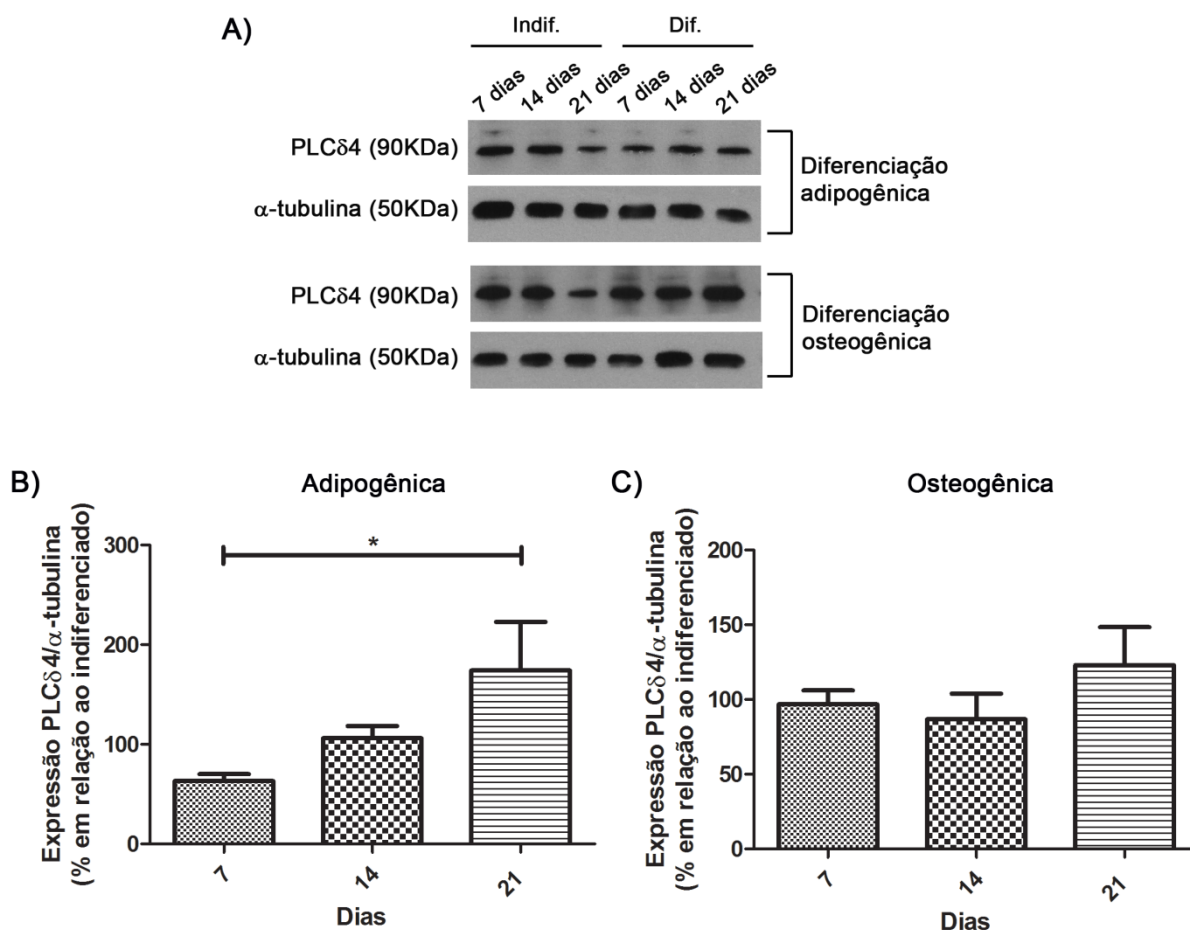 A)
Indif.
Dif.
7 dias
14 dias
21 dias
7 dias
14 dias
21 dias
PLCδ4 (90KDa)
α-tubulina (50KDa)
Diferenciação
adipogênica
PLCδ4 (90KDa)
α-tubulina (50KDa)
Diferenciação
osteogênica
B)
Adipogênica
Expressão PLCδ4/α-tubulina
(% em relação ao indiferenciado)
300
200
100
0
*
7
14
21
Dias
C)
Osteogênica
Expressão PLCδ4/α-tubulina
(% em relação ao indiferenciado)
200
150
100
50
0
7
14
21
Dias